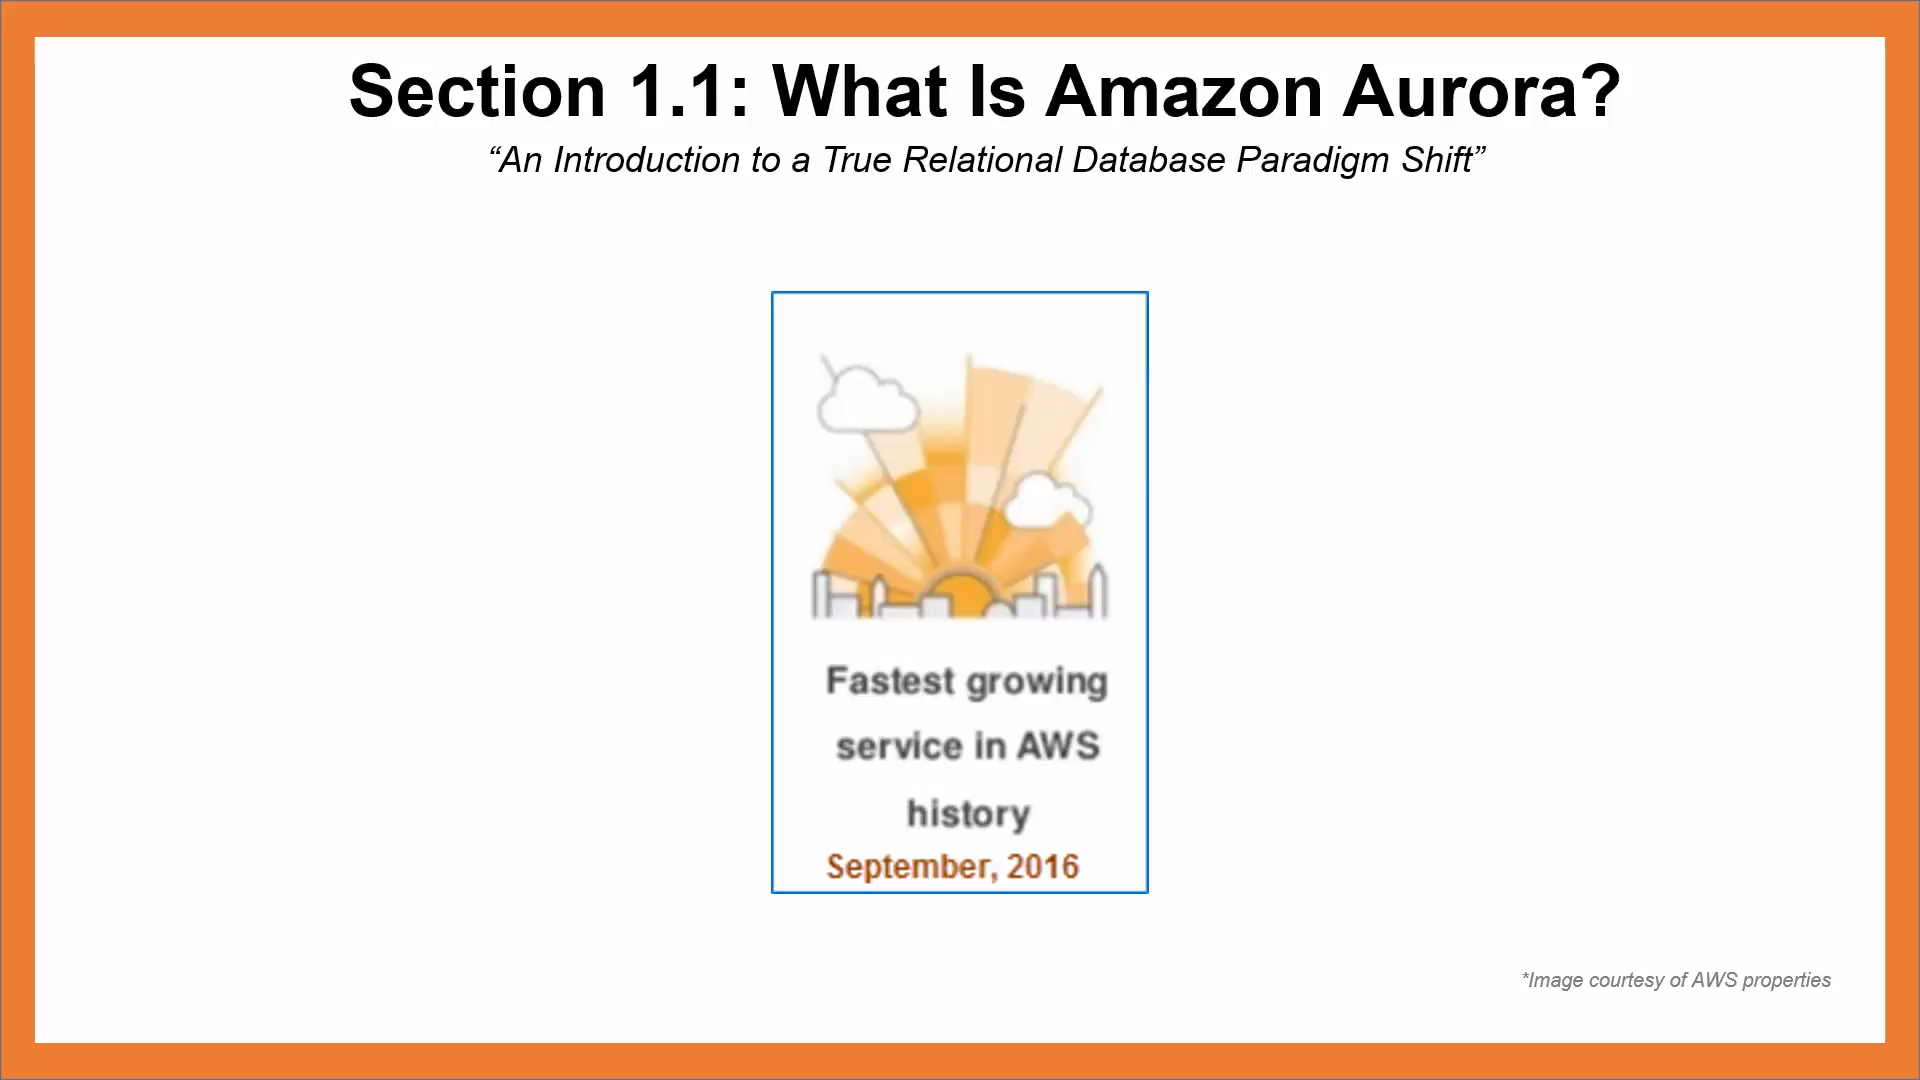 Section 1.1: What Is Amazon Aurora?
“An Introduction to a True Relational Database Paradigm Shift”
Fastest growing
service in AWS
history
September, 2016
*Image courtesy of AWS properties